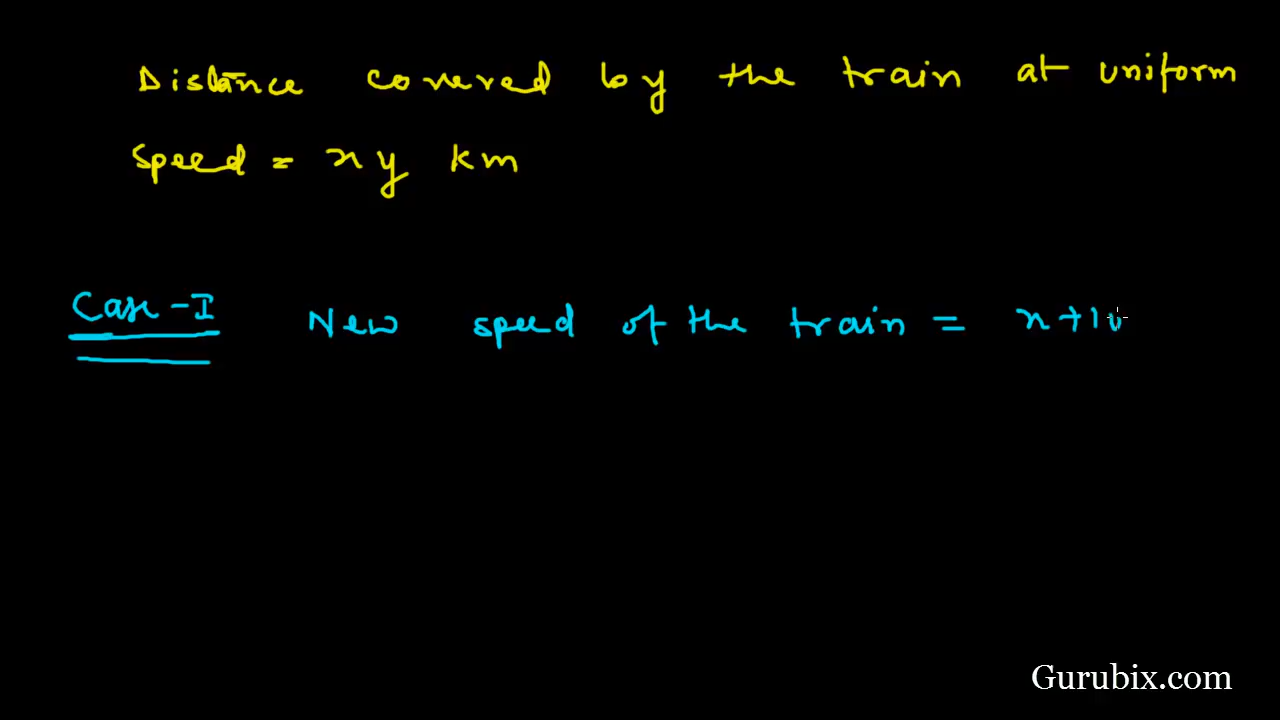 Distance covered by the train at uniform
speed = xy km
Case-I New speed of the train = x+10
Gurubix.com